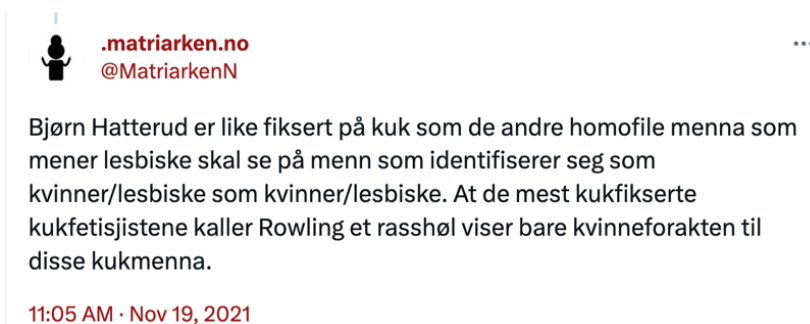 .matriarken.no
@MatriarkenN
Bjørn Hatterud er like fiksert på kuk som de andre homofile menna som
mener lesbiske skal se på menn som identifiserer seg som
kvinner/lesbiske som kvinner/lesbiske. At de mest kukfikserte
kukfetisjistene kaller Rowling et rasshøl viser bare kvinneforakten til
disse kukmenna.
11:05 AM · Nov 19, 2021